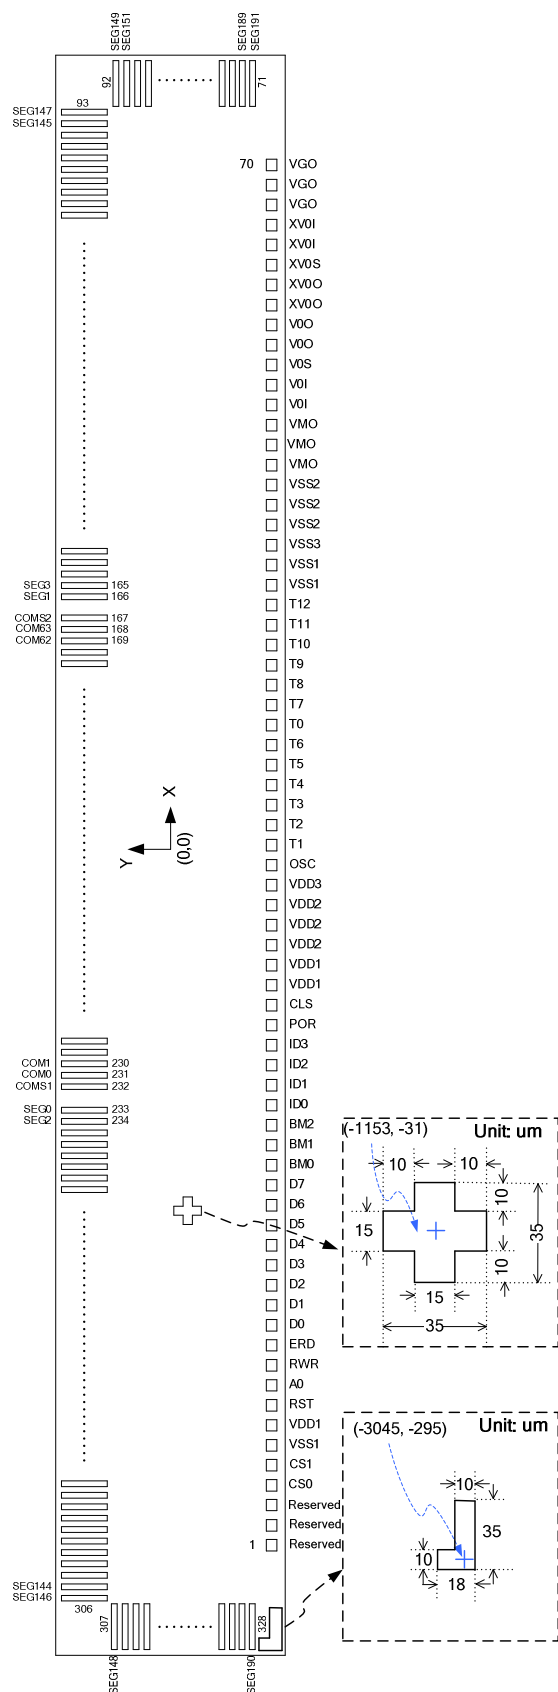 SEG149
SEG151
SEG189
SEG191
92
71
93
SEG147
SEG145
70 VGO
VGO
VGO
XV0I
XV0I
XV0S
XV0O
XV0O
V0O
V0O
V0S
V0I
V0I
VMO
VMO
VMO
VSS2
VSS2
VSS2
VSS3
VSS1
SEG3 165 VSS1
SEG1 166
T12
COMS2 167
COM63 168 T11
COM62 169 T10
T9
T8
T7
T0
T6
T5
T4
X
T3
T2
T1
Y
(0,0)
OSC
VDD3
VDD2
VDD2
VDD2
VDD1
VDD1
CLS
POR
ID3
COM1 230 ID2
COM0 231
COMS1 232 ID1
SEG0 233 ID0
SEG2 234 BM2
BM1
BM0
D7
D6
D5
D4
D3
D2
D1
D0
ERD
RWR
A0
RST
VDD1
VSS1
CS1
CS0
Reserved
Reserved
1 Reserved
SEG144
SEG146
306
307
328
SEG148
SEG190
(-1153, -31) Unit: um
10 10
10
15
35
10
15
35
(-3045, -295) Unit: um
10
35
10
18